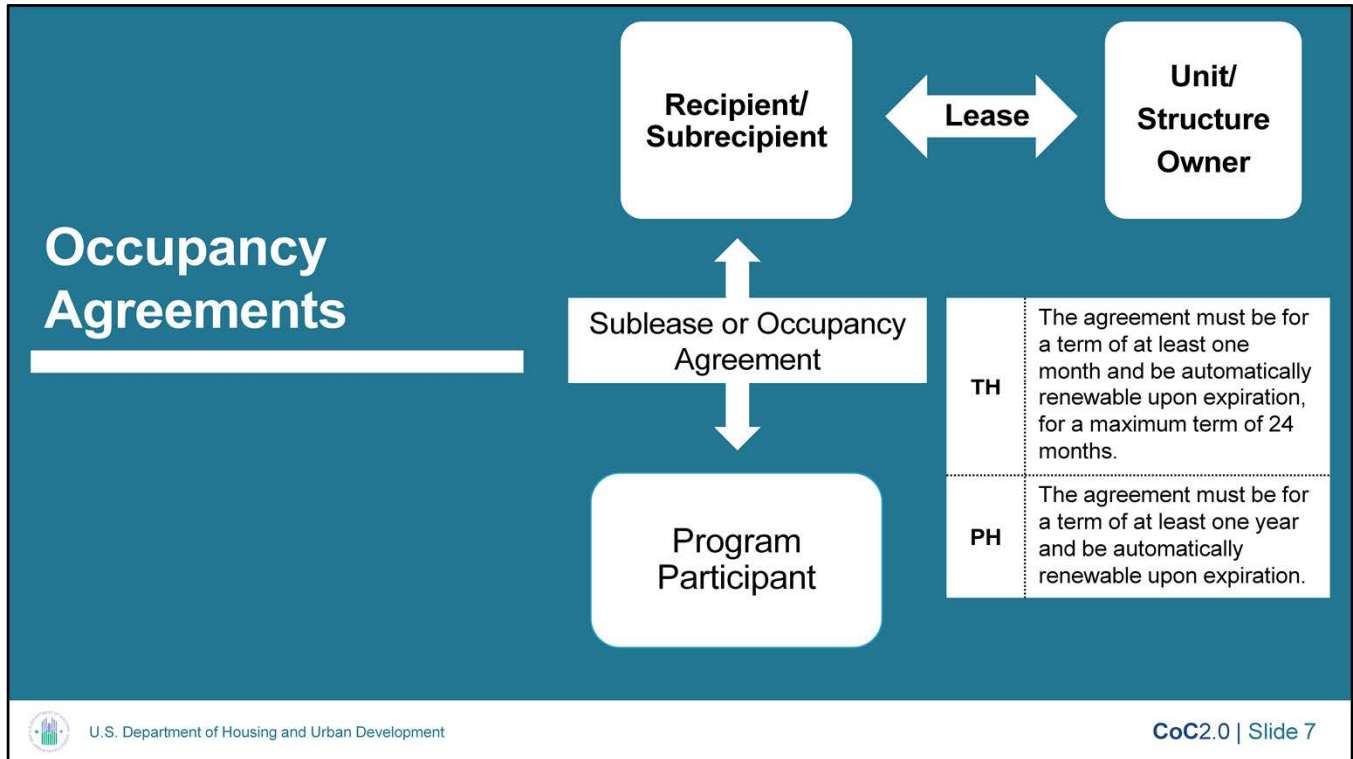 Occupancy
Agreements
Recipient/
Subrecipient
Lease
Unit/
Structure
Owner
Sublease or Occupancy
Agreement
Program
Participant
TH
The agreement must be for
a term of at least one
month and be automatically
renewable upon expiration,
for a maximum term of 24
months.
PH
The agreement must be for
a term of at least one year
and be automatically
renewable upon expiration.
U.S. Department of Housing and Urban Development
CoC2.0 | Slide 7